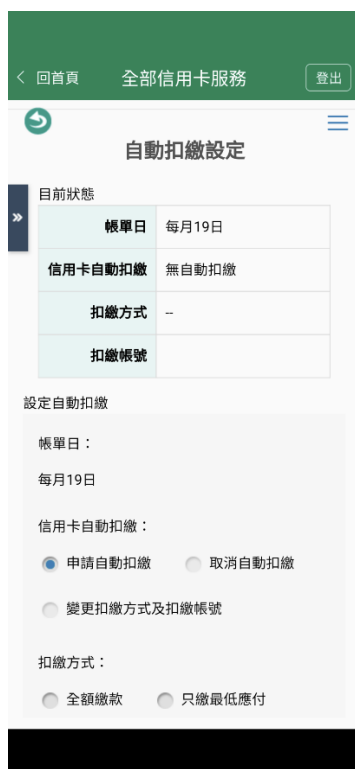 回首頁 全部信用卡服務 登出
自動扣繳設定
目前狀態
»
帳單日 每月19日
信用卡自動扣繳 無自動扣繳
扣繳方式 --
扣繳帳號
設定自動扣繳
帳單日：
每月19日
信用卡自動扣繳：
申請自動扣繳 取消自動扣繳
變更扣繳方式及扣繳帳號
扣繳方式：
全額繳款 只繳最低應付